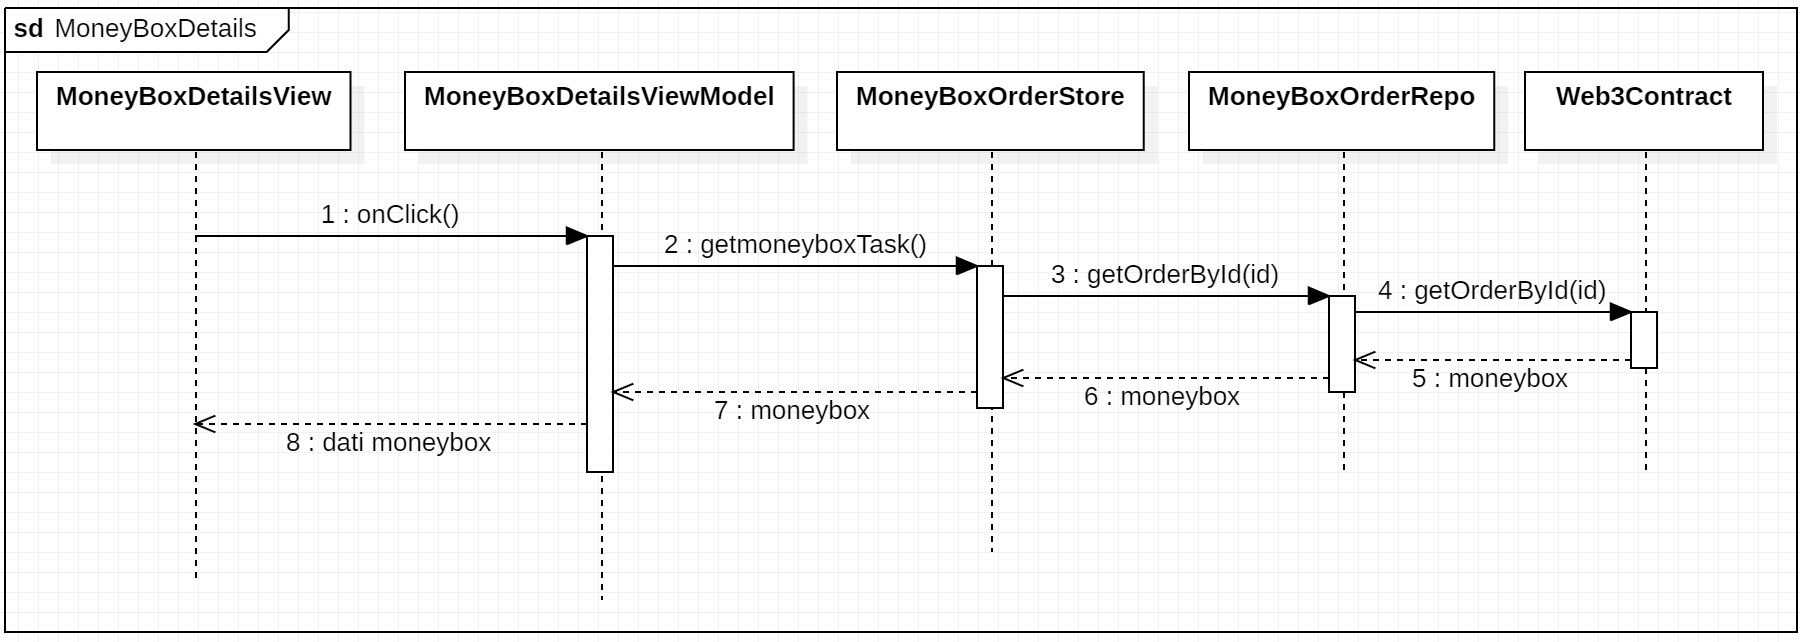 sd MoneyBoxDetails
MoneyBoxDetailsView
MoneyBoxDetailsViewModel
MoneyBoxOrderStore
MoneyBoxOrderRepo
Web3Contract
1 : onClick()
2 : getmoneyboxTask()
3 : getOrderById(id)
4 : getOrderById(id)
5 : moneybox
6 : moneybox
7 : moneybox
8 : dati moneybox